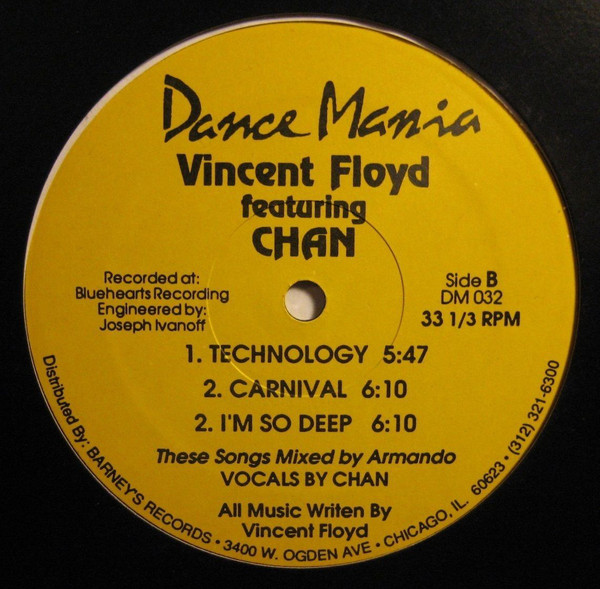 Dance Mania
Vincent Floyd
featuring
CHAN
Recorded at:
Bluehearts Recording
Engineered by:
Joseph Ivanoff
Side B
DM 032
33 1/3 RPM
1. TECHNOLOGY 5:47
2. CARNIVAL 6:10
2. I'M SO DEEP 6:10
These Songs Mixed by Armando
VOCALS BY CHAN
All Music Writen By
Vincent Floyd
Distributed By: BARNEY'S RECORDS • 3400 W. OGDEN AVE • CHICAGO, IL. 60623 • (312) 321-6300